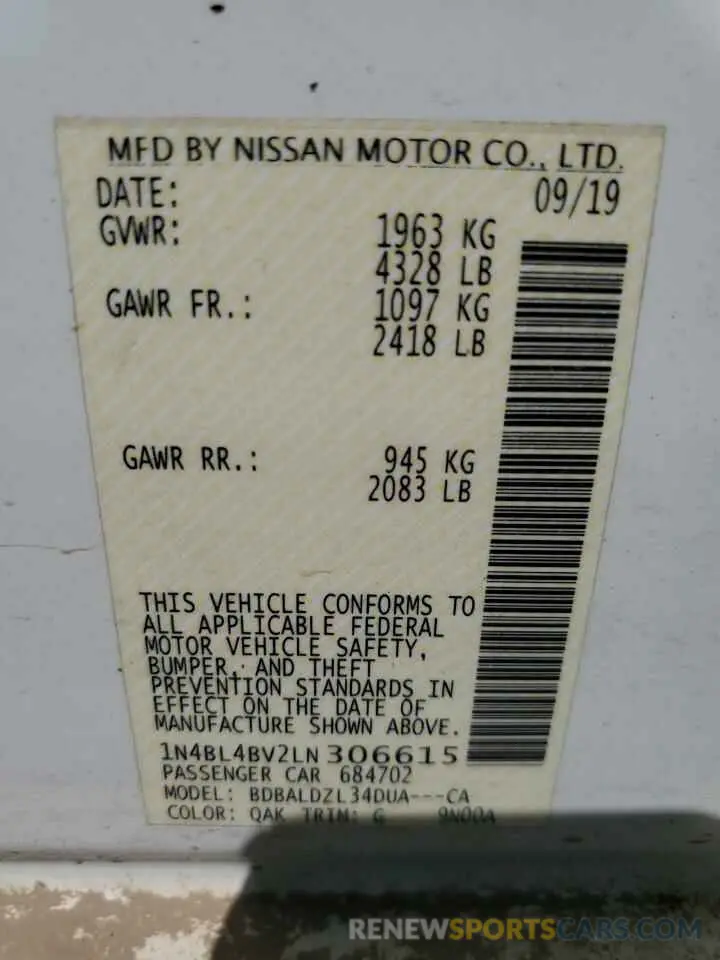 MFD BY NISSAN MOTOR CO., LTD.
DATE: 09/19
GVWR: 1963 KG
4328 LB
GAWR FR.: 1097 KG
2418 LB
GAWR RR.: 945 KG
2083 LB
THIS VEHICLE CONFORMS TO
ALL APPLICABLE FEDERAL
MOTOR VEHICLE SAFETY,
BUMPER, AND THEFT
PREVENTION STANDARDS IN
EFFECT ON THE DATE OF
MANUFACTURE SHOWN ABOVE.
1N4BL4BV2LN306615
PASSENGER CAR 684702
MODEL: BDBALDZL34DUA---CA
COLOR: QAK TRIM: G 9N00A
RENEWSPORTSCARS.COM